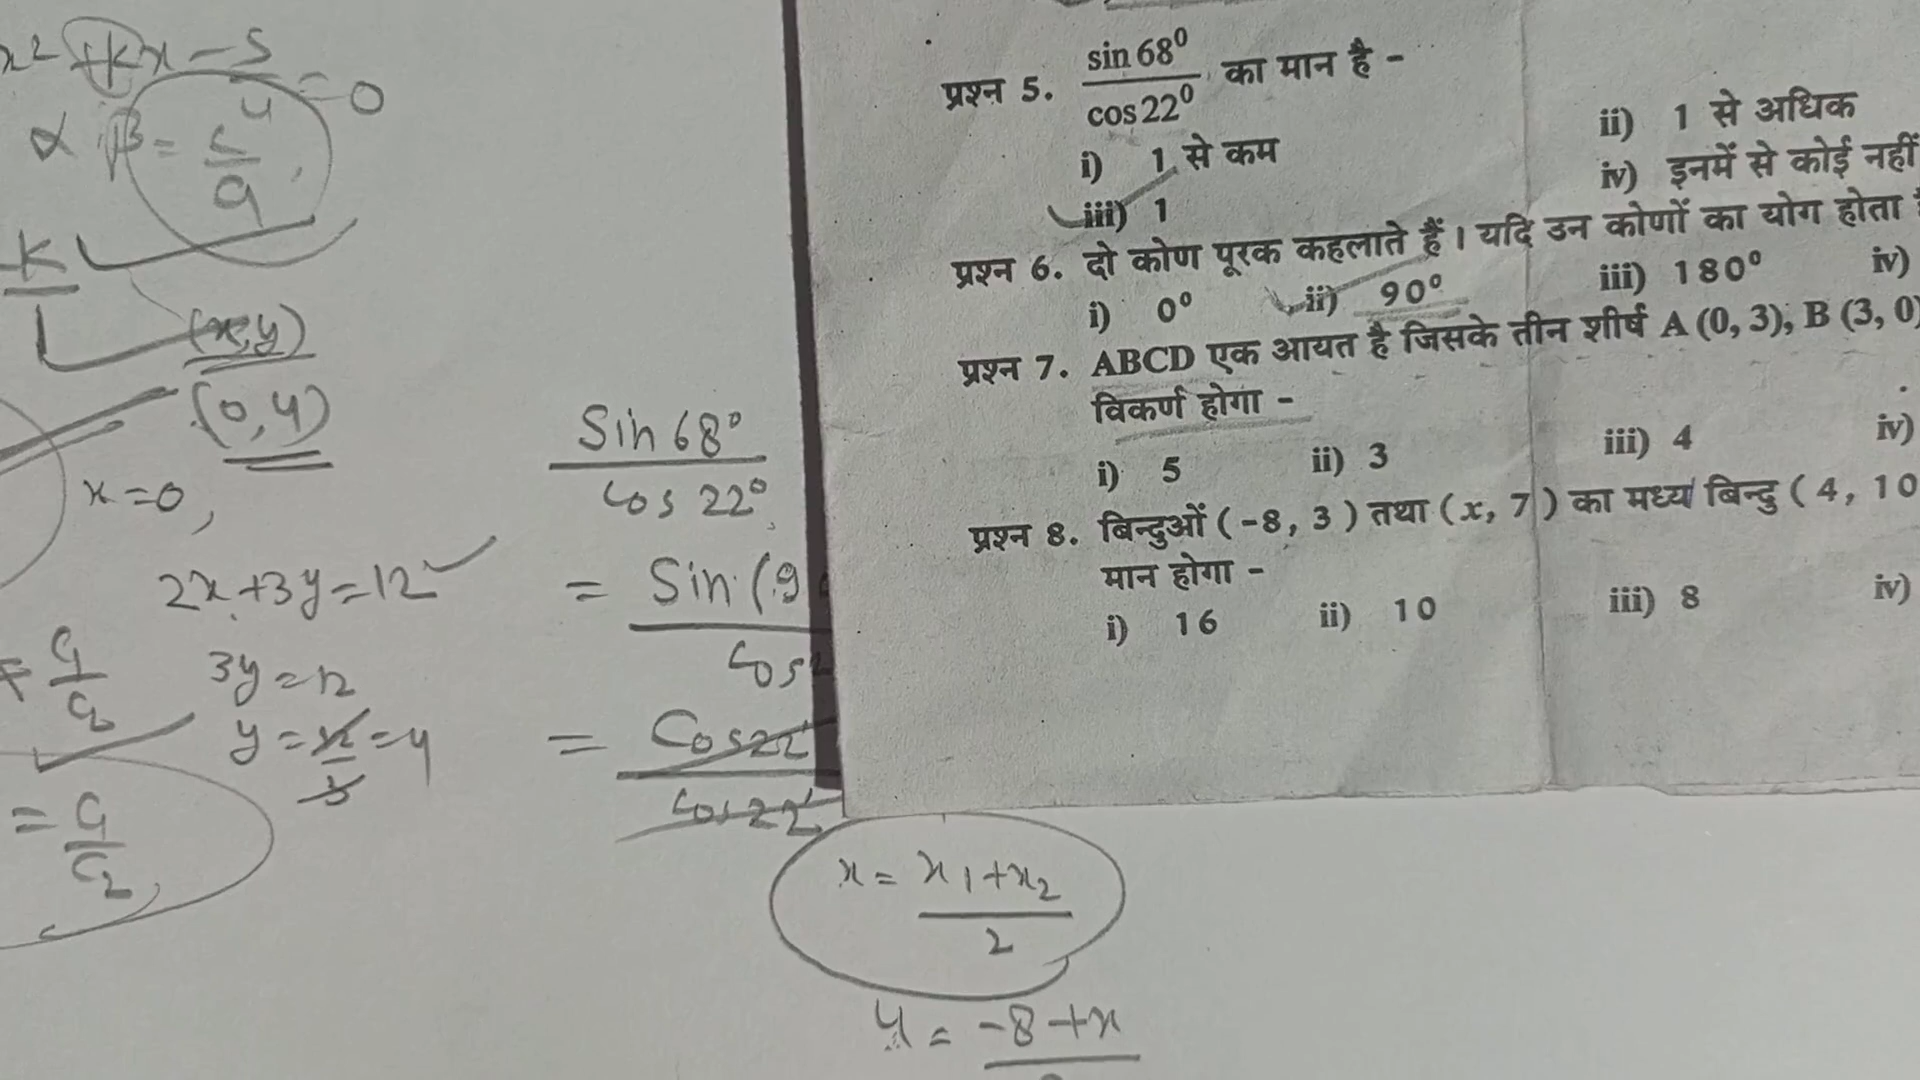 x² + kx - 5 = 0
α β = c/a
4
k
(x, y)
(0, 4)
x = 0,
2x + 3y = 12
3y = 12
y = 12/3 = 4
= c₁/c₂
= c₁/c₂
sin 68°
cos 22°
= sin (9
cos 2
= cos 22
cos 22
प्रश्न 5. sin 68⁰ / cos 22⁰ का मान है -
i) 1 से कम ii) 1 से अधिक
iii) 1 iv) इनमें से कोई नहीं
प्रश्न 6. दो कोण पूरक कहलाते हैं। यदि उन कोणों का योग होता
i) 0° ii) 90° iii) 180° iv)
प्रश्न 7. ABCD एक आयत है जिसके तीन शीर्ष A (0, 3), B (3, 0)
विकर्ण होगा -
i) 5 ii) 3 iii) 4 iv)
प्रश्न 8. बिन्दुओं ( -8, 3 ) तथा ( x, 7 ) का मध्य बिन्दु ( 4, 10
मान होगा -
i) 16 ii) 10 iii) 8 iv)
x = x₁ + x₂
2
4 = -8 + x